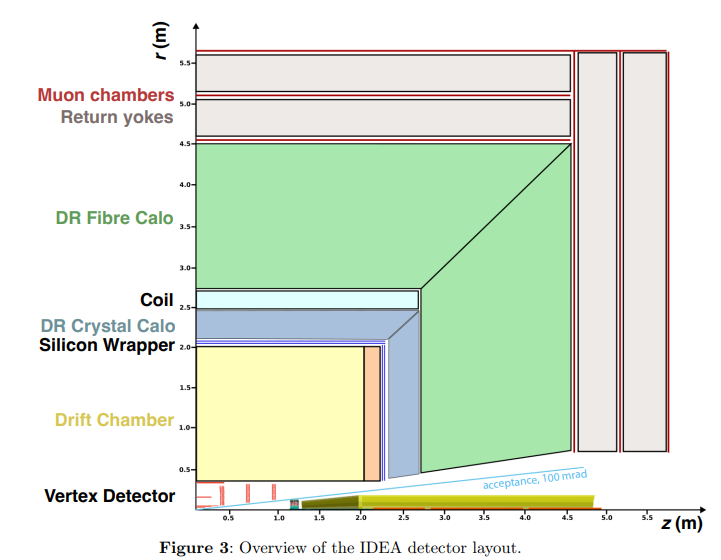 r (m)
5.5
Muon chambers
5.0
Return yokes
4.5
4.0
DR Fibre Calo
3.5
3.0
Coil
2.5
DR Crystal Calo
Silicon Wrapper
2.0
1.5
Drift Chamber
1.0
0.5
acceptance, 100 mrad
Vertex Detector
0.5 1.0 1.5 2.0 2.5 3.0 3.5 4.0 4.5 5.0 5.5
z (m)
Figure 3: Overview of the IDEA detector layout.